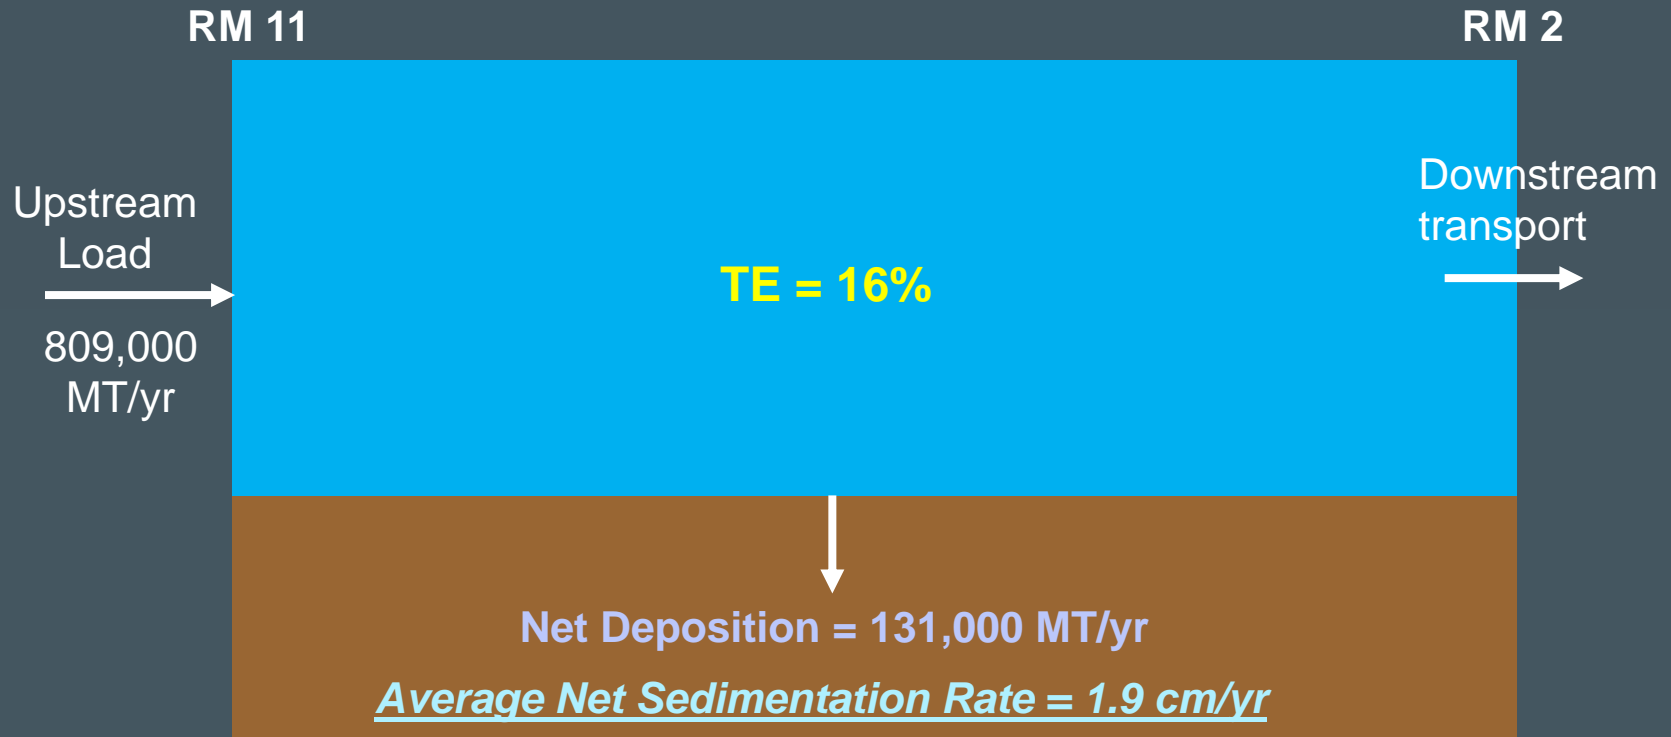 RM 11
RM 2
Upstream
Load
809,000
MT/yr
TE = 16%
Downstream
transport
Net Deposition = 131,000 MT/yr
Average Net Sedimentation Rate = 1.9 cm/yr